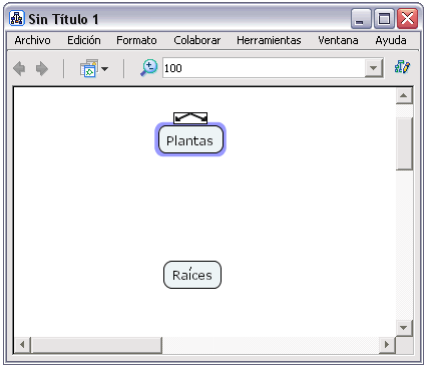 Sin Título 1
Archivo Edición Formato Colaborar Herramientas Ventana Ayuda
100
Plantas
Raíces